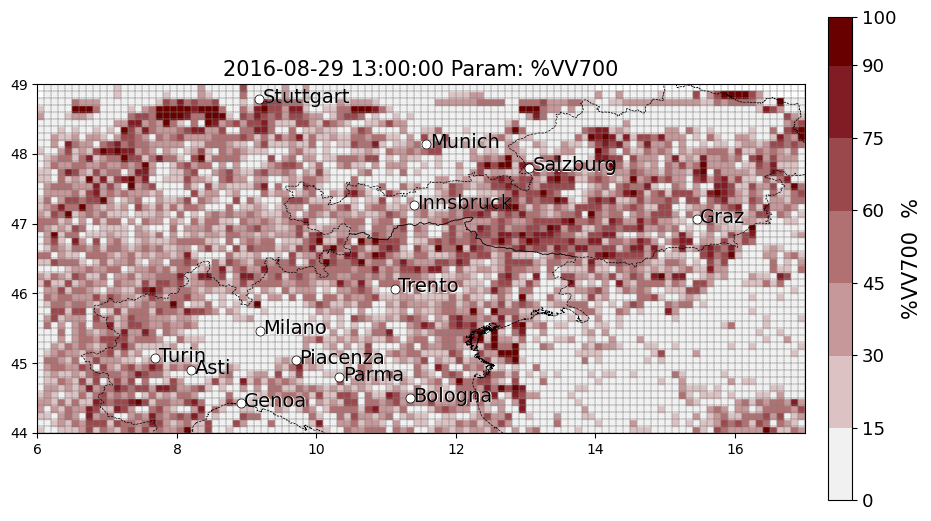 2016-08-29 13:00:00 Param: %VV700
49
48
47
46
45
44
6
8
10
12
14
16
Stuttgart
Munich
Salzburg
Innsbruck
Graz
Trento
Milano
Turin
Asti
Piacenza
Parma
Genoa
Bologna
100
90
75
60
45
30
15
0
%VV700 %